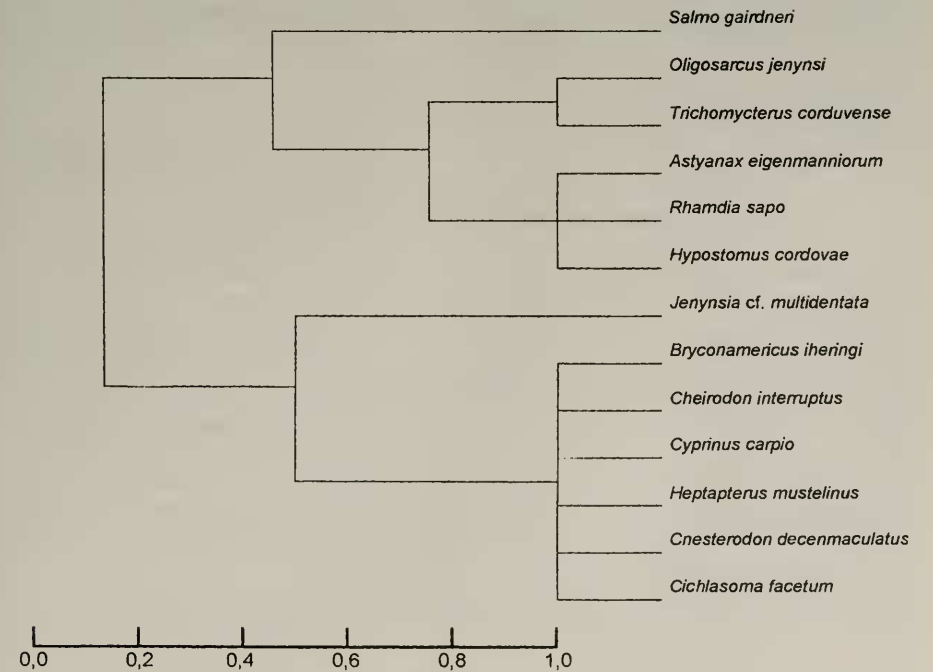 Salmo gairdneri
Oligosarcus jenynsi
Trichomycterus corduvense
Astyanax eigenmanniorum
Rhamdia sapo
Hypostomus cordovae
Jenynsia cf. multidentata
Bryconamericus iheringi
Cheirodon interruptus
Cyprinus carpio
Heptapterus mustelinus
Cnesterodon decenmaculatus
Cichlasoma facetum
0,0 0,2 0,4 0,6 0,8 1,0